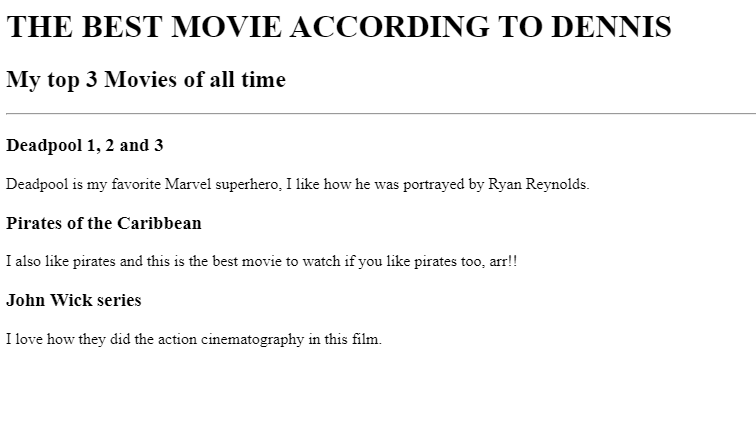 THE BEST MOVIE ACCORDING TO DENNIS
My top 3 Movies of all time
Deadpool 1, 2 and 3
Deadpool is my favorite Marvel superhero, I like how he was portrayed by Ryan Reynolds.
Pirates of the Caribbean
I also like pirates and this is the best movie to watch if you like pirates too, arr!!
John Wick series
I love how they did the action cinematography in this film.